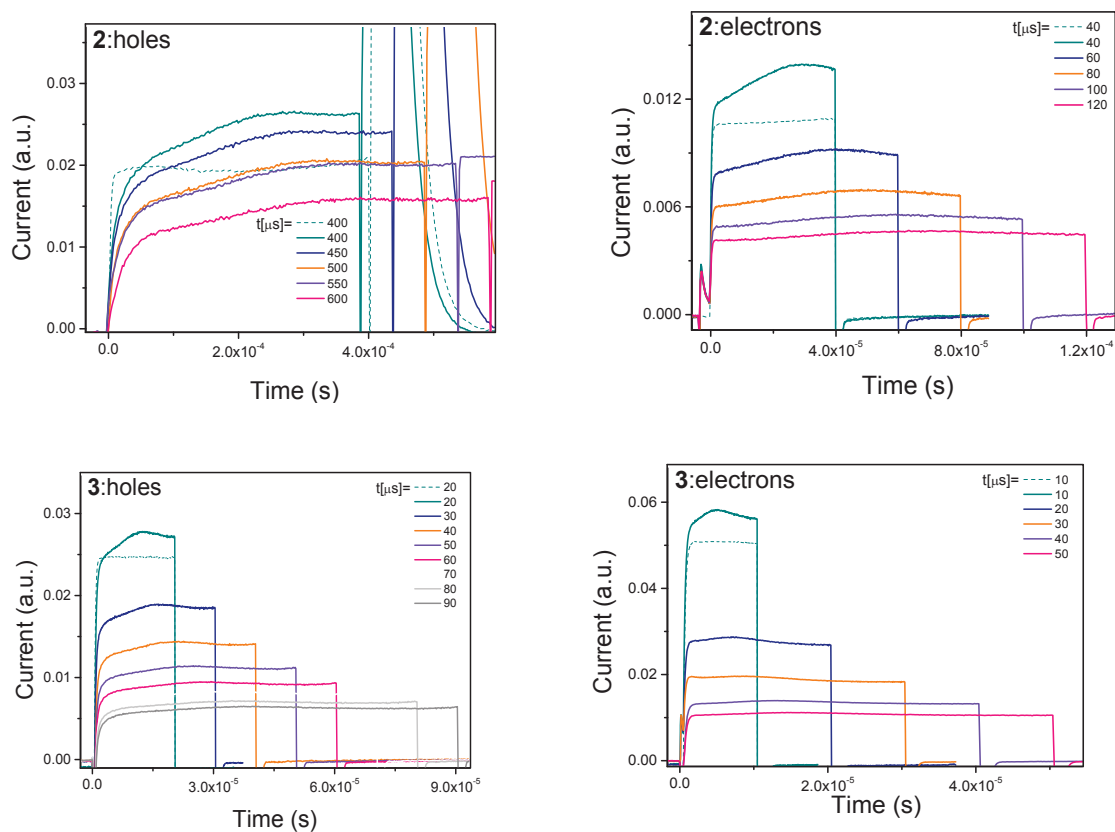 2:holes
0.03
0.02
0.01
0.00
Current (a.u.)
t[μs]=
400
400
450
500
550
600
0.0
2.0x10⁻⁴
4.0x10⁻⁴
Time (s)
2:electrons
t[μs]=
40
40
60
80
100
120
0.012
0.006
0.000
Current (a.u.)
0.0
4.0x10⁻⁵
8.0x10⁻⁵
1.2x10⁻⁴
Time (s)
3:holes
t[μs]=
20
20
30
40
50
60
70
80
90
0.03
0.02
0.01
0.00
Current (a.u.)
0.0
3.0x10⁻⁵
6.0x10⁻⁵
9.0x10⁻⁵
Time (s)
3:electrons
t[μs]=
10
10
20
30
40
50
0.06
0.04
0.02
0.00
Current (a.u.)
0.0
2.0x10⁻⁵
4.0x10⁻⁵
Time (s)